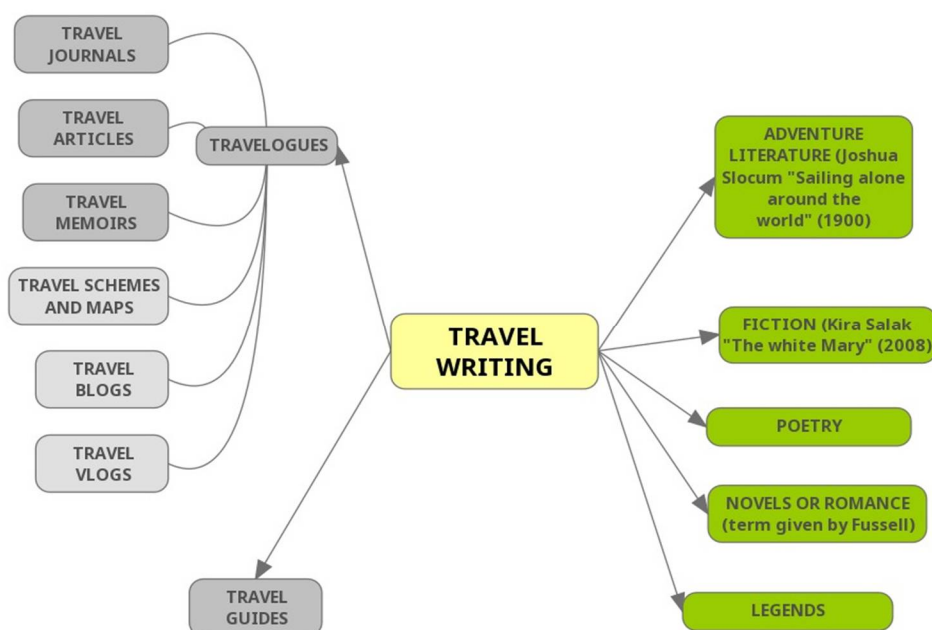 TRAVEL
JOURNALS
TRAVEL
ARTICLES
TRAVELOGUES
TRAVEL
MEMOIRS
TRAVEL SCHEMES
AND MAPS
TRAVEL
BLOGS
TRAVEL
VLOGS
TRAVEL
GUIDES
TRAVEL
WRITING
ADVENTURE
LITERATURE (Joshua
Slocum "Sailing alone
around the
world" (1900)
FICTION (Kira Salak
"The white Mary" (2008)
POETRY
NOVELS OR ROMANCE
(term given by Fussell)
LEGENDS